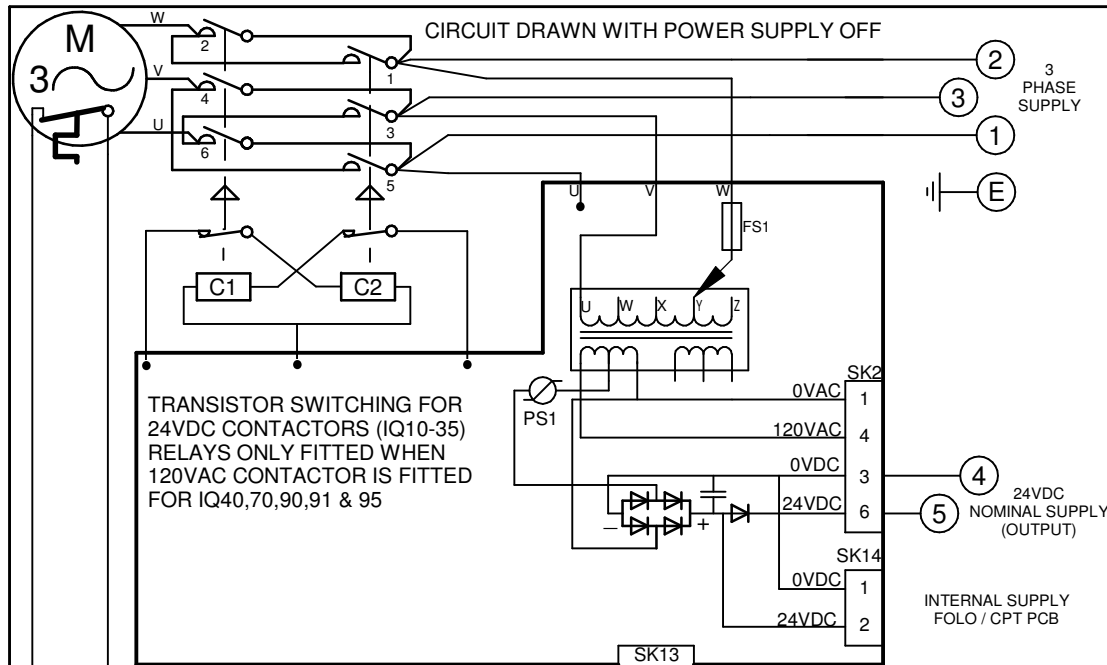 CIRCUIT DRAWN WITH POWER SUPPLY OFF
W
M
3
V
U
2
1
4
3
6
5
2
3
1
E
3
PHASE
SUPPLY
U
V
W
FS1
C1
C2
U
W
X
Y
Z
PS1
TRANSISTOR SWITCHING FOR
24VDC CONTACTORS (IQ10-35)
RELAYS ONLY FITTED WHEN
120VAC CONTACTOR IS FITTED
FOR IQ40,70,90,91 & 95
SK2
0VAC 1
120VAC 4
0VDC 3
24VDC 6
– +
4
5
24VDC
NOMINAL SUPPLY
(OUTPUT)
SK14
0VDC 1
24VDC 2
INTERNAL SUPPLY
FOLO / CPT PCB
SK13